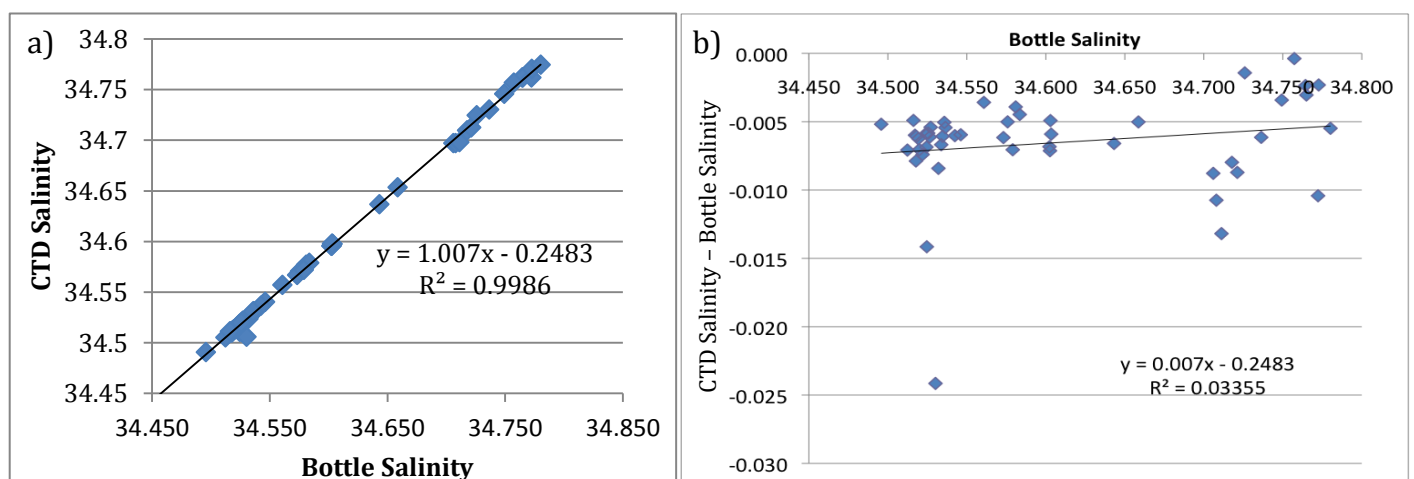 a)
34.8
34.75
34.7
34.65
34.6
34.55
34.5
34.45
CTD Salinity
y = 1.007x - 0.2483
R² = 0.9986
34.450 34.550 34.650 34.750 34.850
Bottle Salinity
b)
Bottle Salinity
0.000
34.450 34.500 34.550 34.600 34.650 34.700 34.750 34.800
-0.005
-0.010
-0.015
-0.020
-0.025
-0.030
CTD Salinity – Bottle Salinity
y = 0.007x - 0.2483
R² = 0.03355